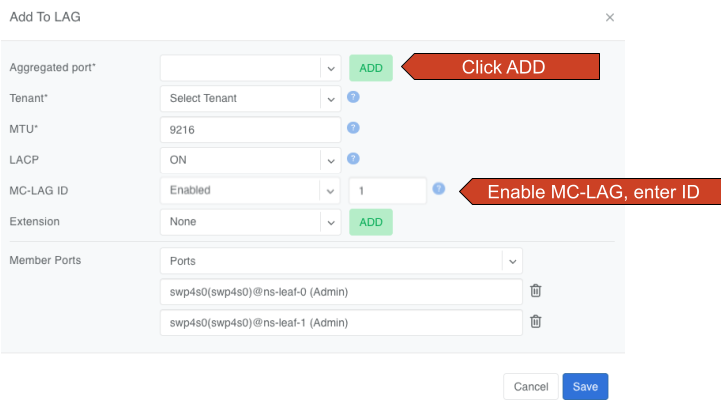 Add To LAG ×
Aggregated port* ADD Click ADD
Tenant* Select Tenant ?
MTU* 9216 ?
LACP ON ?
MC-LAG ID Enabled 1 ? Enable MC-LAG, enter ID
Extension None ADD
Member Ports Ports
swp4s0(swp4s0)@ns-leaf-0 (Admin)
swp4s0(swp4s0)@ns-leaf-1 (Admin)
Cancel Save